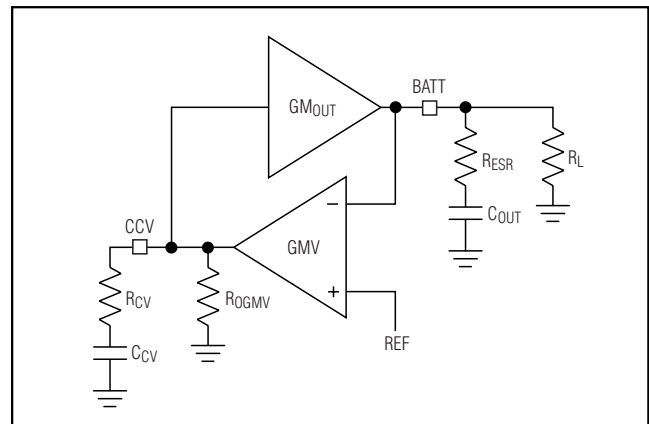 BATT
GMOUT
RESR
RL
COUT
CCV
−
GMV
+
RCV
ROGMV
CCV
REF